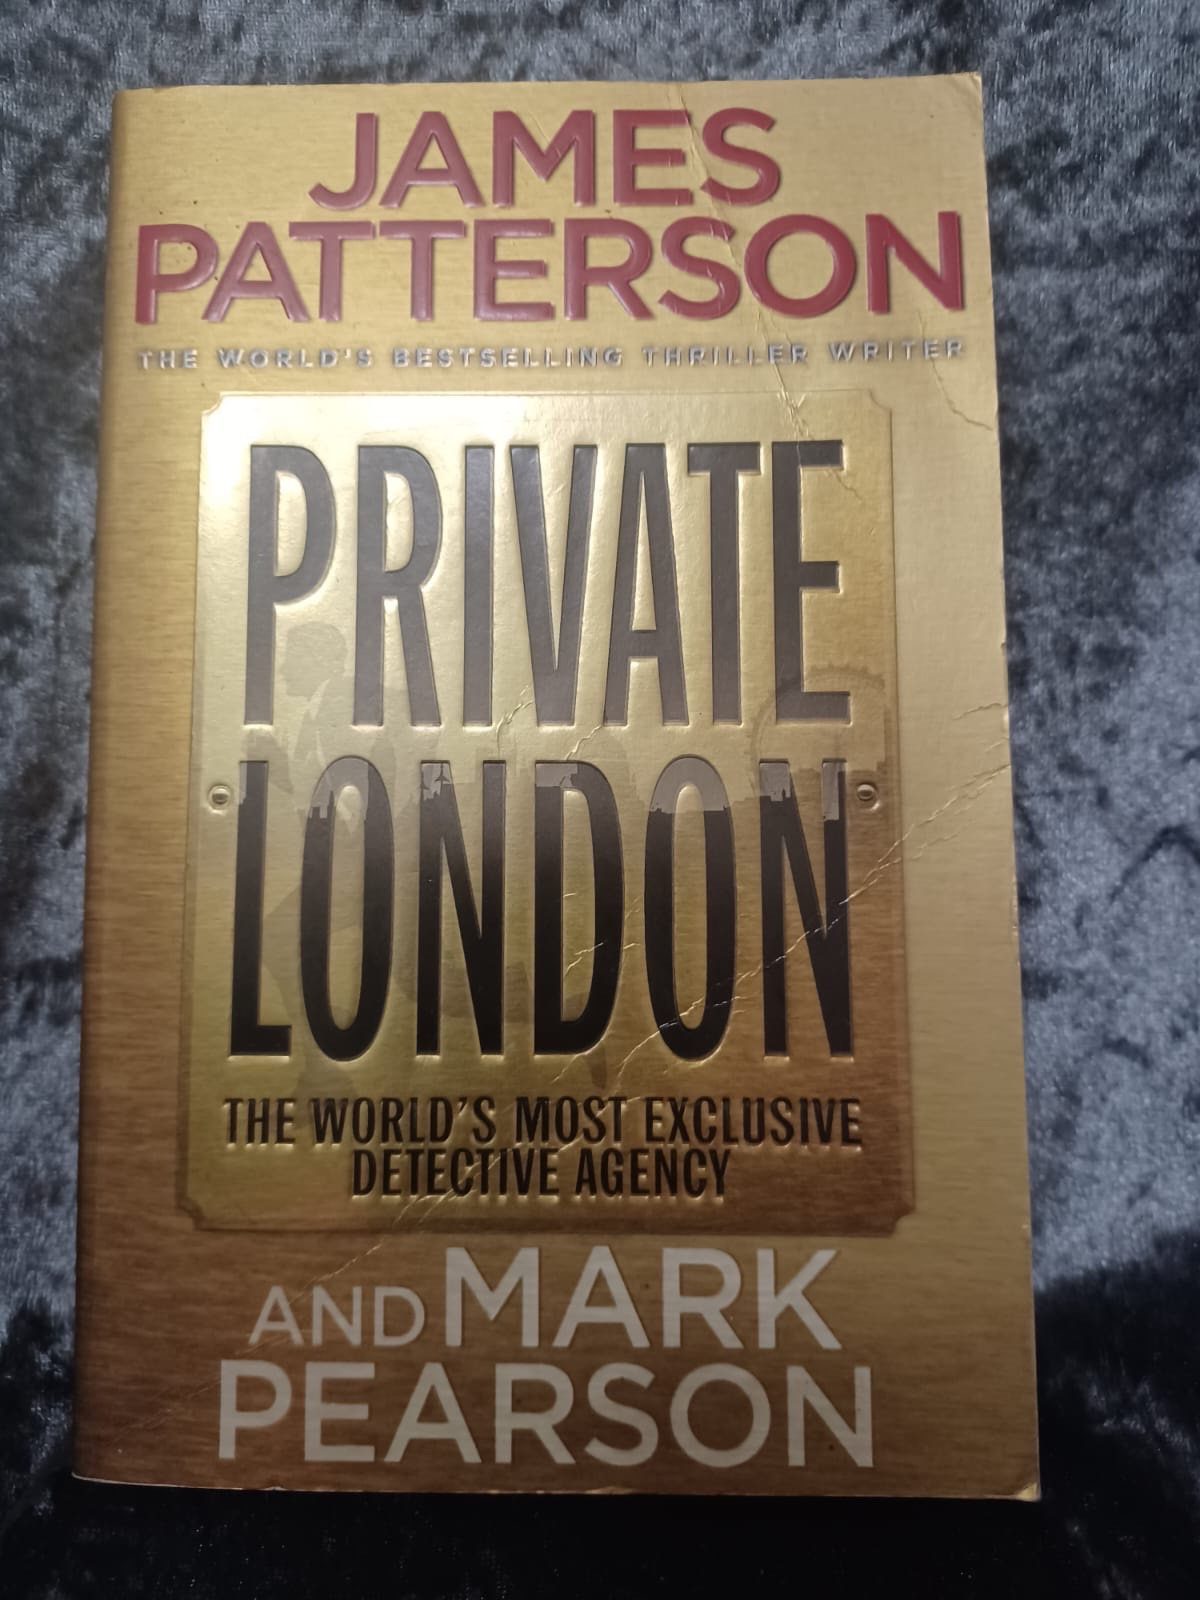 JAMES
PATTERSON
THE WORLD'S BESTSELLING THRILLER WRITER
PRIVATE
LONDON
THE WORLD'S MOST EXCLUSIVE
DETECTIVE AGENCY
AND MARK
PEARSON